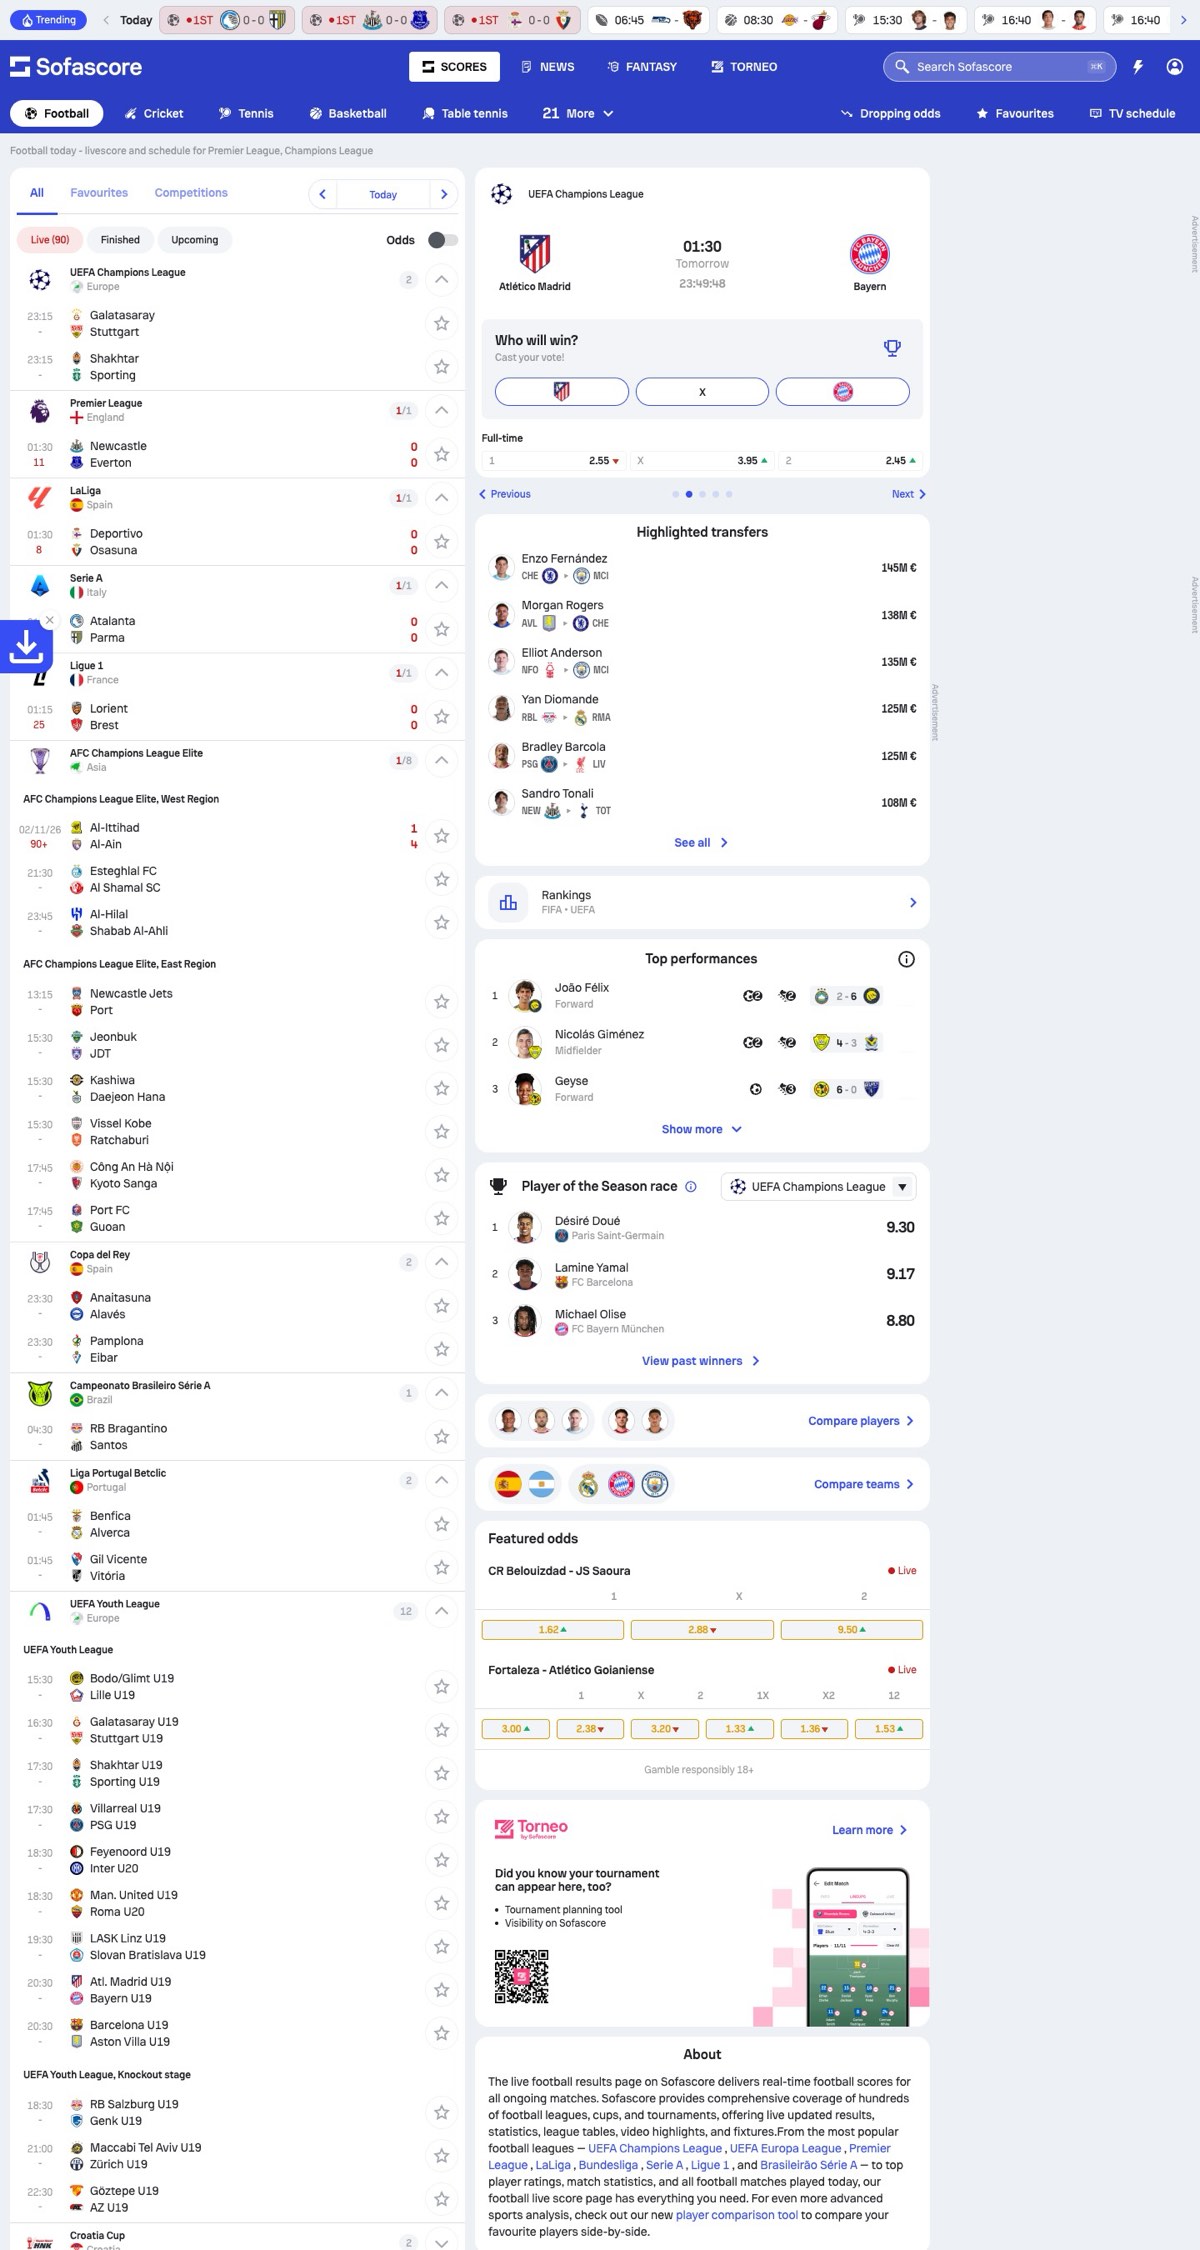 Trending
Today
1ST 0-0
1ST 0-0
1ST 0-0
06:45 -
08:30 -
15:30 -
16:40 -
16:40
Sofascore
SCORES
NEWS
FANTASY
TORNEO
Search Sofascore
⌘K
Football
Cricket
Tennis
Basketball
Table tennis
21 More
Dropping odds
Favourites
TV schedule
Football today - livescore and schedule for Premier League, Champions League
All
Favourites
Competitions
Today
Live (90)
Finished
Upcoming
Odds
UEFA Champions League
Europe
2
23:15 Galatasaray
- Stuttgart
23:15 Shakhtar
- Sporting
Premier League
England
1/1
01:30 Newcastle 0
11 Everton 0
LaLiga
Spain
1/1
01:30 Deportivo 0
8 Osasuna 0
Serie A
Italy
1/1
Atalanta 0
Parma 0
Ligue 1
France
1/1
01:15 Lorient 0
25 Brest 0
AFC Champions League Elite
Asia
1/8
AFC Champions League Elite, West Region
02/11/26 Al-Ittihad 1
90+ Al-Ain 4
21:30 Esteghlal FC
- Al Shamal SC
23:45 Al-Hilal
- Shabab Al-Ahli
AFC Champions League Elite, East Region
13:15 Newcastle Jets
- Port
15:30 Jeonbuk
- JDT
15:30 Kashiwa
- Daejeon Hana
15:30 Vissel Kobe
- Ratchaburi
17:45 Công An Hà Nội
- Kyoto Sanga
17:45 Port FC
- Guoan
Copa del Rey
Spain
2
23:30 Anaitasuna
- Alavés
23:30 Pamplona
- Eibar
Campeonato Brasileiro Série A
Brazil
1
04:30 RB Bragantino
- Santos
Liga Portugal Betclic
Portugal
2
01:45 Benfica
- Alverca
01:45 Gil Vicente
- Vitória
UEFA Youth League
Europe
12
UEFA Youth League
15:30 Bodo/Glimt U19
- Lille U19
16:30 Galatasaray U19
- Stuttgart U19
17:30 Shakhtar U19
- Sporting U19
17:30 Villarreal U19
- PSG U19
18:30 Feyenoord U19
- Inter U20
18:30 Man. United U19
- Roma U20
19:30 LASK Linz U19
- Slovan Bratislava U19
20:30 Atl. Madrid U19
- Bayern U19
20:30 Barcelona U19
- Aston Villa U19
UEFA Youth League, Knockout stage
18:30 RB Salzburg U19
- Genk U19
21:00 Maccabi Tel Aviv U19
- Zürich U19
22:30 Göztepe U19
- AZ U19
Croatia Cup
Croatia
2
UEFA Champions League
Atlético Madrid
01:30
Tomorrow
23:49:48
Bayern
Who will win?
Cast your vote!
X
Full-time
1 2.55
X 3.95
2 2.45
Previous
Next
Highlighted transfers
Enzo Fernández
CHE MCI
145M €
Morgan Rogers
AVL CHE
138M €
Elliot Anderson
NFO MCI
135M €
Yan Diomande
RBL RMA
125M €
Bradley Barcola
PSG LIV
125M €
Sandro Tonali
NEW TOT
108M €
See all
Rankings
FIFA • UEFA
Top performances
1 João Félix
Forward
2 2 2 - 6
2 Nicolás Giménez
Midfielder
2 2 4 - 3
3 Geyse
Forward
3 6 - 0
Show more
Player of the Season race
UEFA Champions League
1 Désiré Doué
Paris Saint-Germain
9.30
2 Lamine Yamal
FC Barcelona
9.17
3 Michael Olise
FC Bayern München
8.80
View past winners
Compare players
Compare teams
Featured odds
CR Belouizdad - JS Saoura
Live
1 X 2
1.62 2.88 9.50
Fortaleza - Atlético Goianiense
Live
1 X 2 1X X2 12
3.00 2.38 3.20 1.33 1.36 1.53
Gamble responsibly 18+
Torneo
by Sofascore
Learn more
Did you know your tournament
can appear here, too?
• Tournament planning tool
• Visibility on Sofascore
Edit Match
LINEUPS
Players 11/11
About
The live football results page on Sofascore delivers real-time football scores for
all ongoing matches. Sofascore provides comprehensive coverage of hundreds
of football leagues, cups, and tournaments, offering live updated results,
statistics, league tables, video highlights, and fixtures.From the most popular
football leagues — UEFA Champions League , UEFA Europa League , Premier
League , LaLiga , Bundesliga , Serie A , Ligue 1 , and Brasileirão Série A — to top
player ratings, match statistics, and all football matches played today, our
football live score page has everything you need. For even more advanced
sports analysis, check out our new player comparison tool to compare your
favourite players side-by-side.
Advertisement
Advertisement
Advertisement